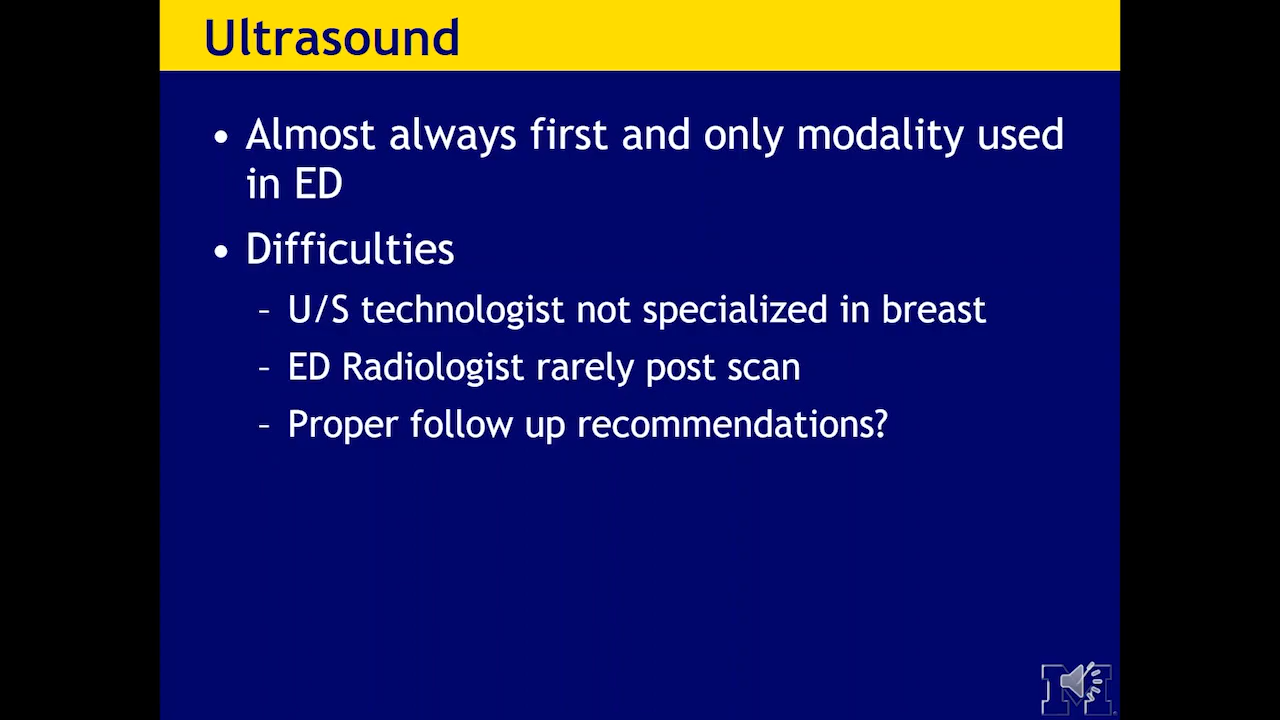 Ultrasound
• Almost always first and only modality used
in ED
• Difficulties
– U/S technologist not specialized in breast
– ED Radiologist rarely post scan
– Proper follow up recommendations?
M